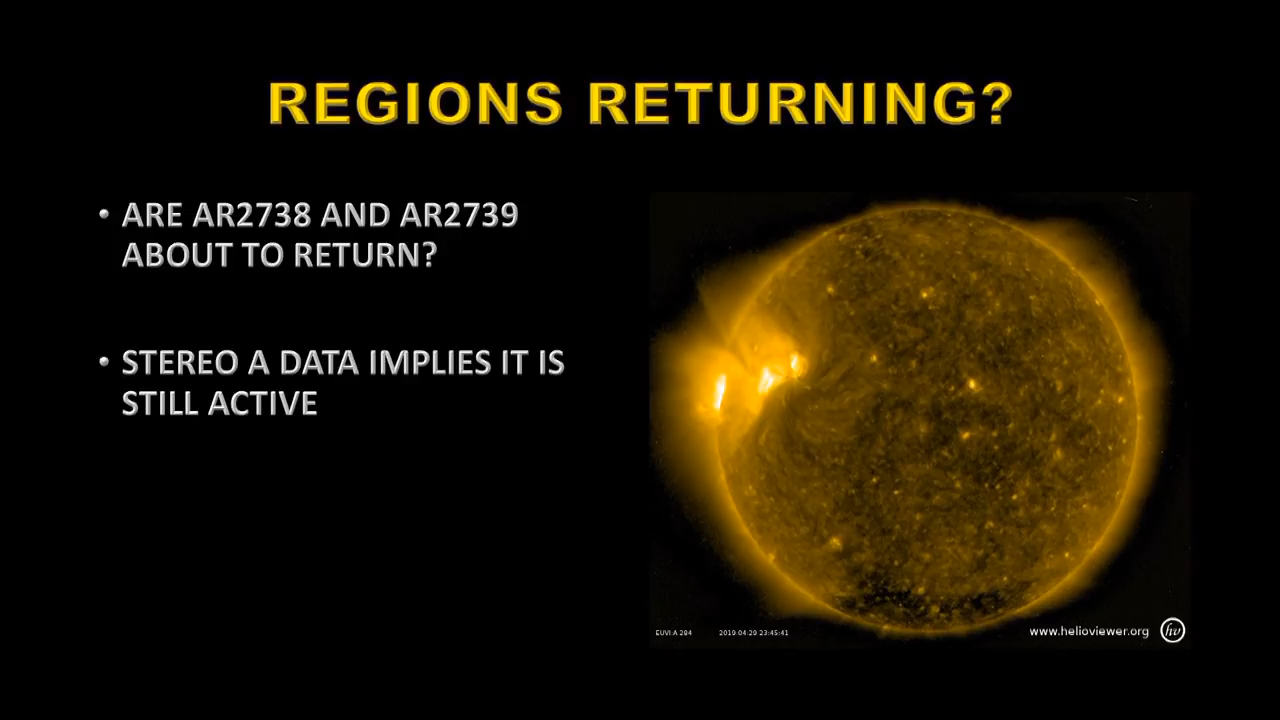 REGIONS RETURNING?
• ARE AR2738 AND AR2739
ABOUT TO RETURN?
• STEREO A DATA IMPLIES IT IS
STILL ACTIVE
EUVI:A 284 2019 04 29 23:45:41
www.helioviewer.org hv